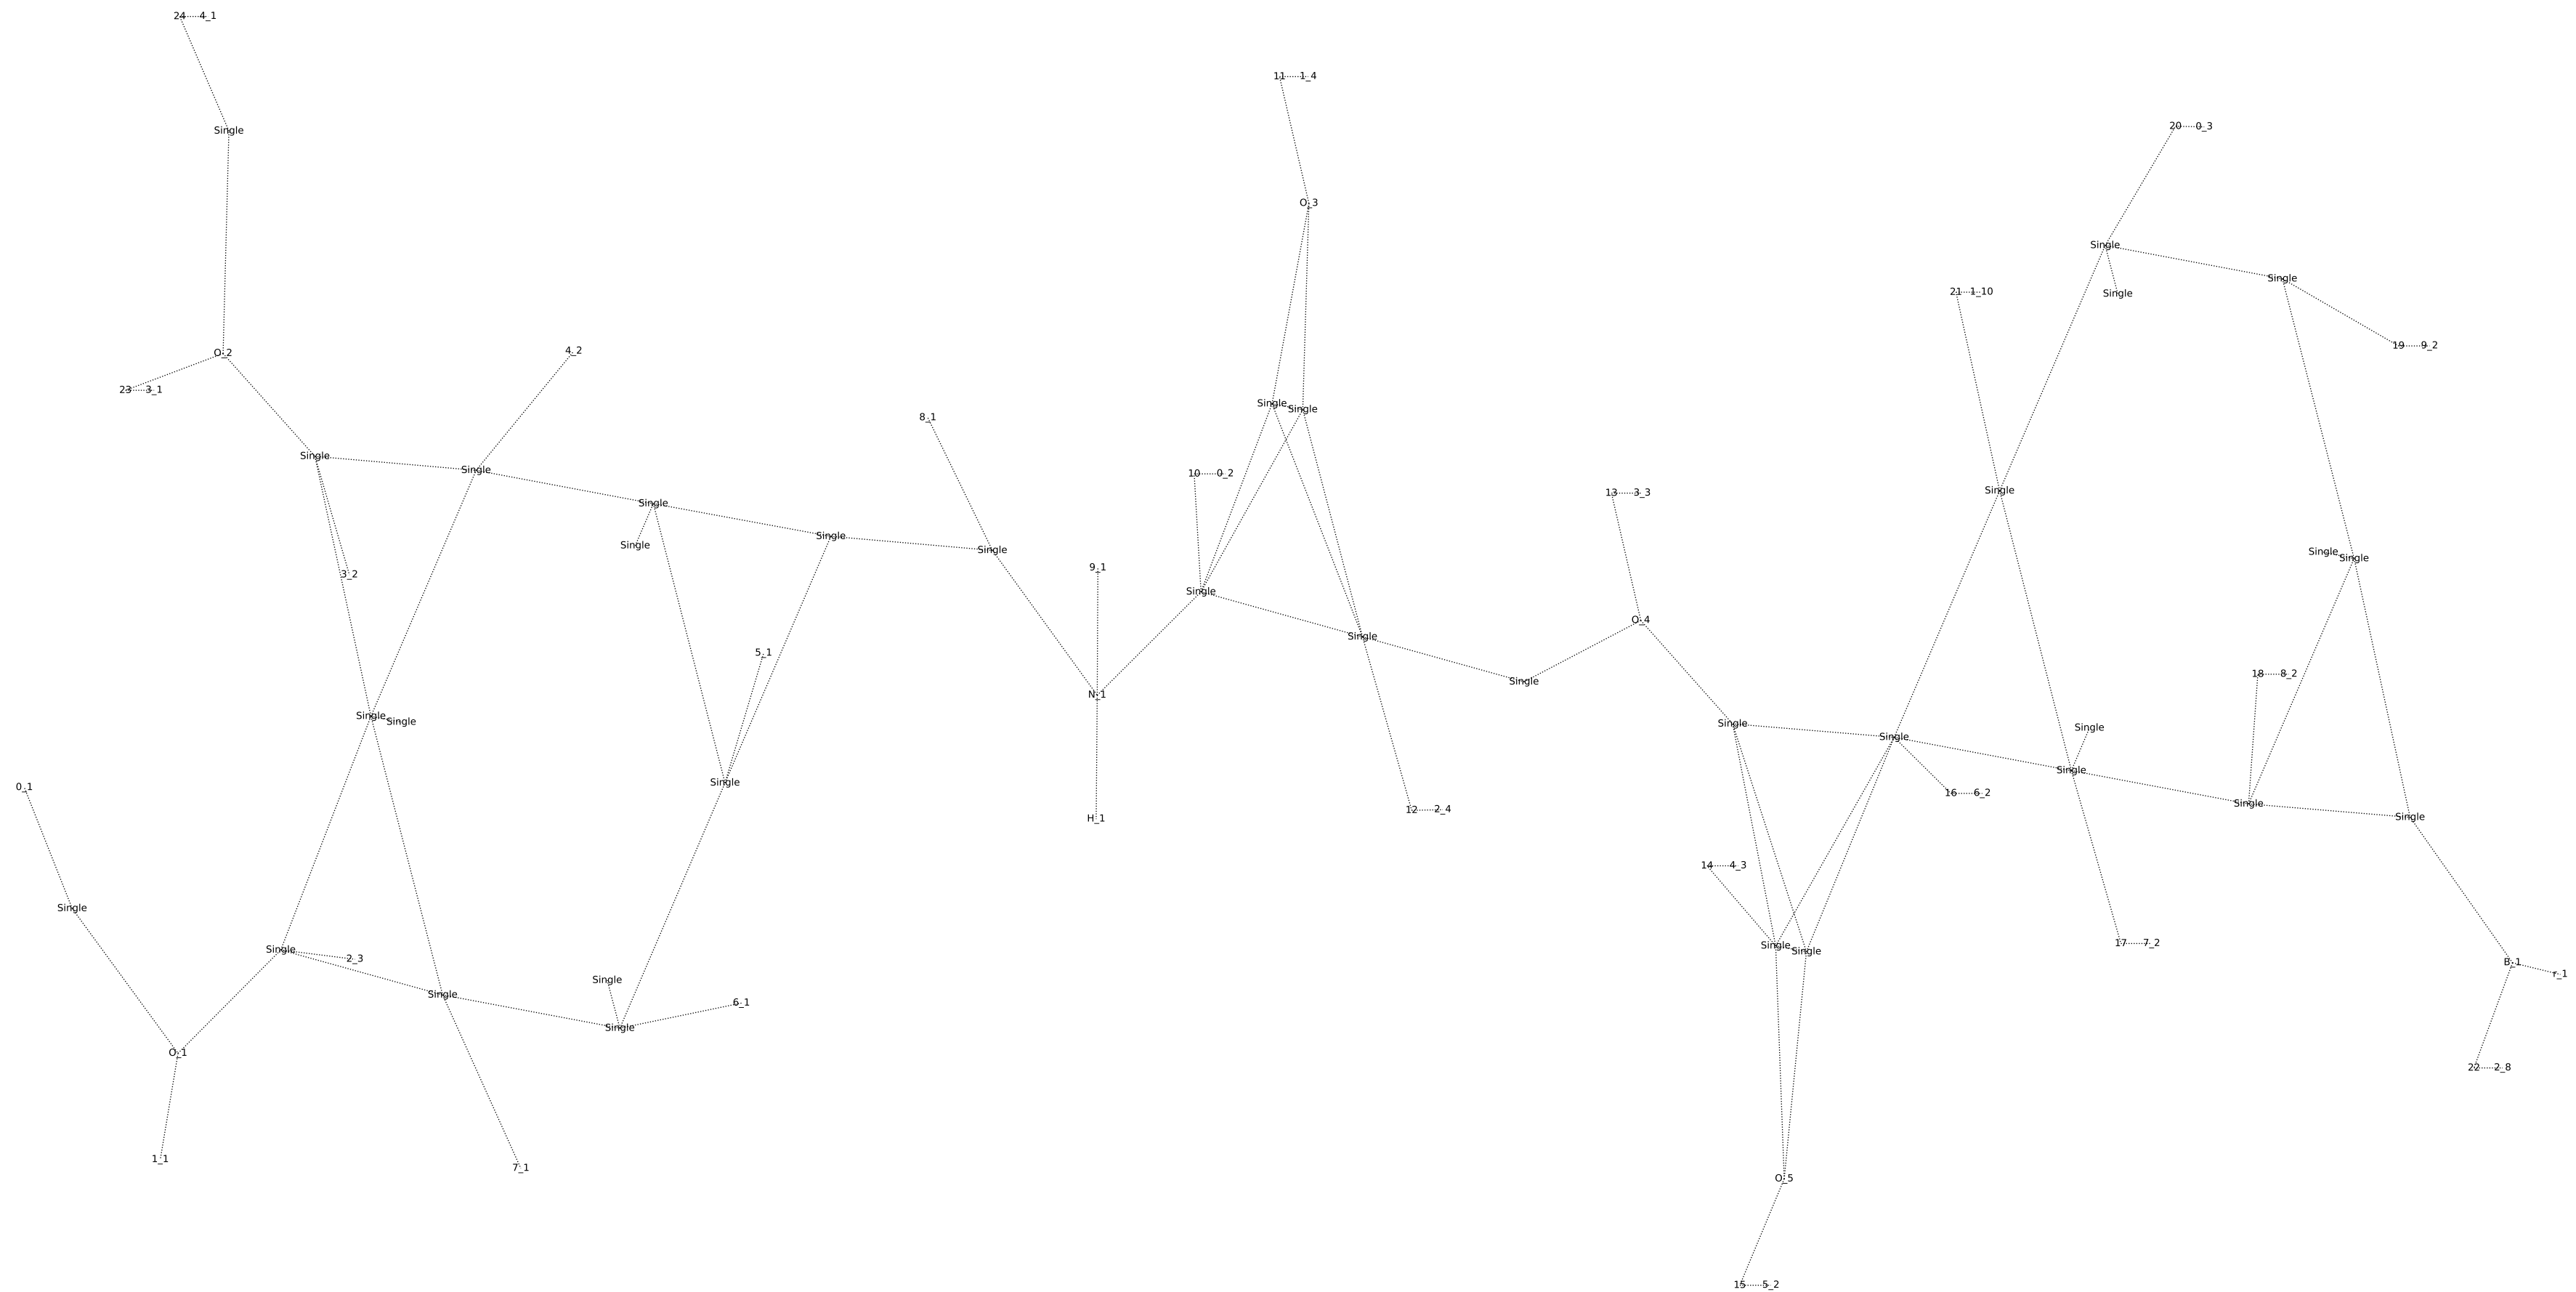 24 4_1
11 1_4
20 0_3
Single
O_3
Single
Single
21 1_10
Single
19 9_2
4_2
O_2
23 3_1
Single
Single
8_1
Single
Single
10 0_2
13 3_3
Single
Single
Single
Single
Single
Single
Single
9_1
3_2
Single
O_4
Single
5_1
18 8_2
Single
N_1
Single
Single
Single
Single
Single
Single
Single
0_1
16 6_2
Single
Single
12 2_4
H_1
14 4_3
Single
17 7_2
Single
Single
Single
2_3
B_1
r_1
Single
Single
6_1
Single
O_1
22 2_8
1_1
7_1
O_5
15 5_2